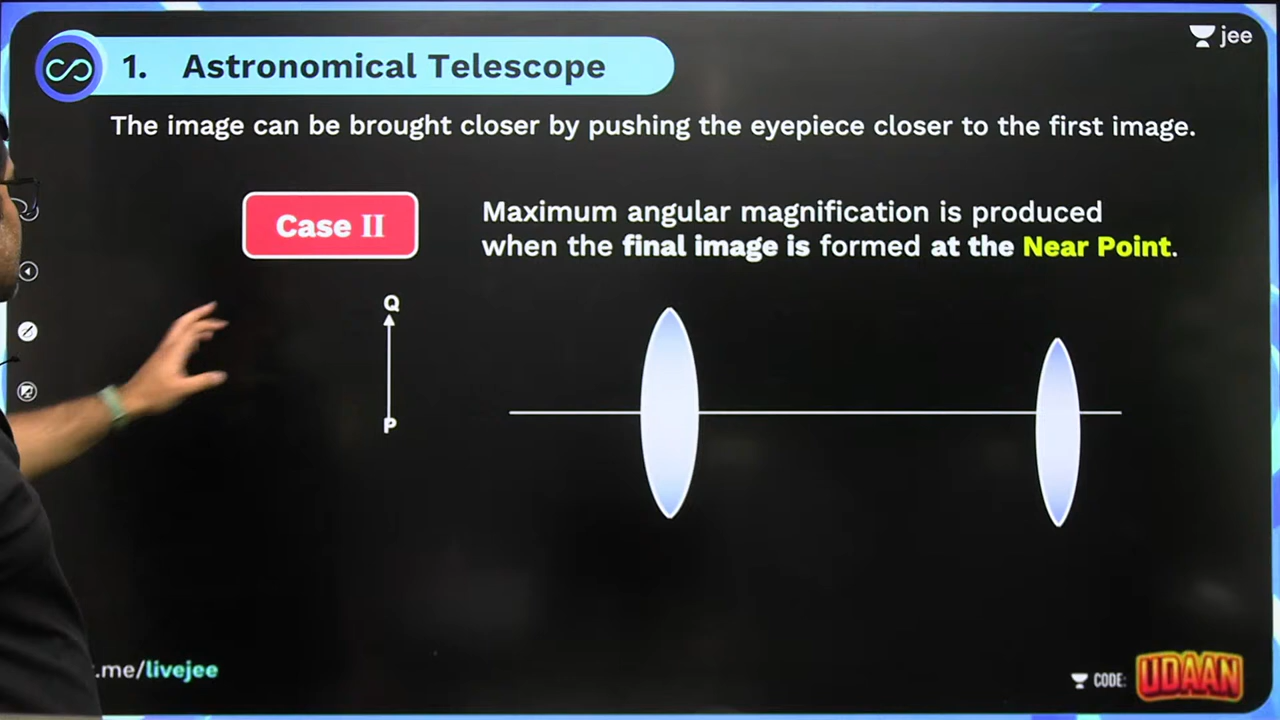 jee
1. Astronomical Telescope
The image can be brought closer by pushing the eyepiece closer to the first image.
Case II
Maximum angular magnification is produced
when the final image is formed at the Near Point.
Q
P
.me/livejee
CODE: UDAAN